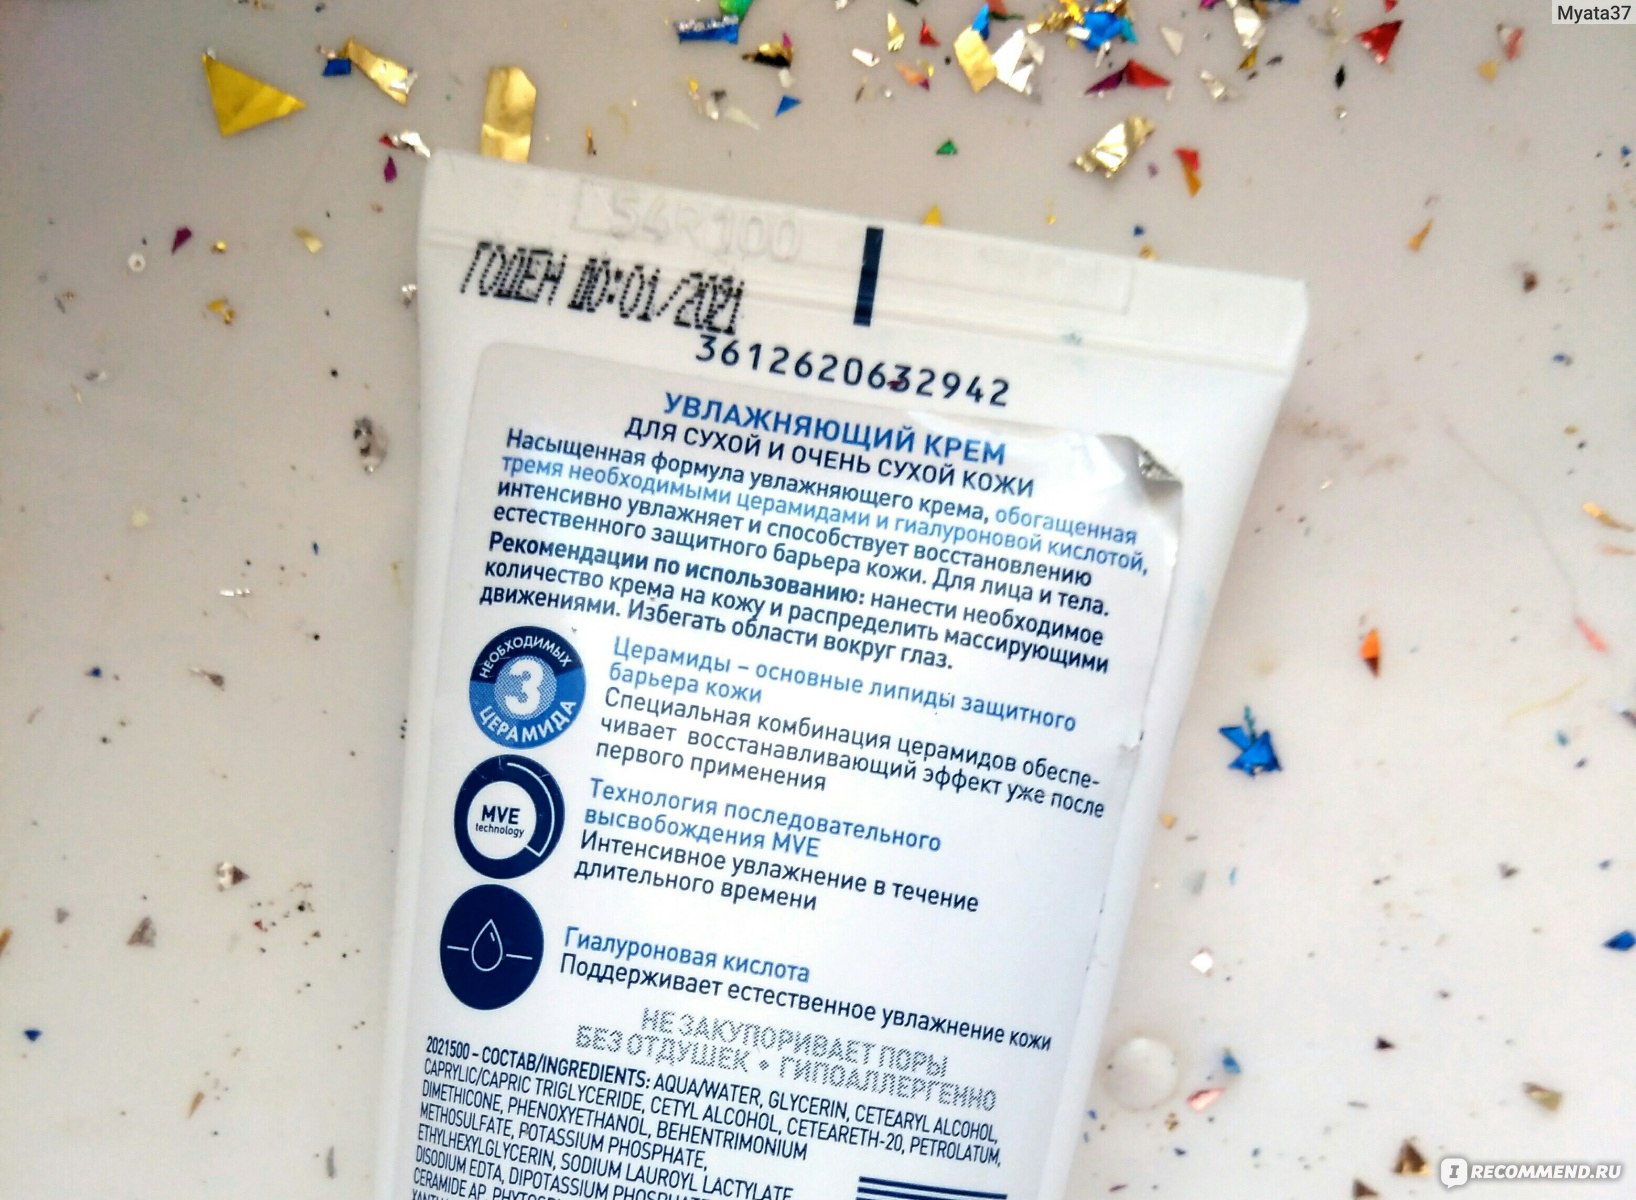 Myata37
54R100
ГОДЕН ДО:01/2021
3612620632942
УВЛАЖНЯЮЩИЙ КРЕМ
ДЛЯ СУХОЙ И ОЧЕНЬ СУХОЙ КОЖИ
Насыщенная формула увлажняющего крема, обогащенная
тремя необходимыми церамидами и гиалуроновой кислотой,
интенсивно увлажняет и способствует восстановлению
естественного защитного барьера кожи. Для лица и тела.
Рекомендации по использованию: нанести необходимое
количество крема на кожу и распределить массирующими
движениями. Избегать области вокруг глаз.
НЕОБХОДИМЫХ
3
ЦЕРАМИДА
Церамиды – основные липиды защитного
барьера кожи
Специальная комбинация церамидов обеспе-
чивает восстанавливающий эффект уже после
первого применения
MVE
technology
Технология последовательного
высвобождения MVE
Интенсивное увлажнение в течение
длительного времени
Гиалуроновая кислота
Поддерживает естественное увлажнение кожи
НЕ ЗАКУПОРИВАЕТ ПОРЫ
БЕЗ ОТДУШЕК • ГИПОАЛЛЕРГЕННО
2021500 – СОСТАВ/INGREDIENTS: AQUA/WATER, GLYCERIN, CETEARYL ALCOHOL,
CAPRYLIC/CAPRIC TRIGLYCERIDE, CETYL ALCOHOL, CETEARETH-20, PETROLATUM,
DIMETHICONE, PHENOXYETHANOL, BEHENTRIMONIUM
METHOSULFATE, POTASSIUM PHOSPHATE,
ETHYLHEXYLGLYCERIN, SODIUM LAUROYL LACTYLATE
DISODIUM EDTA, DIPOTASSIUM
CERAMIDE AP,
IRECOMMEND.RU